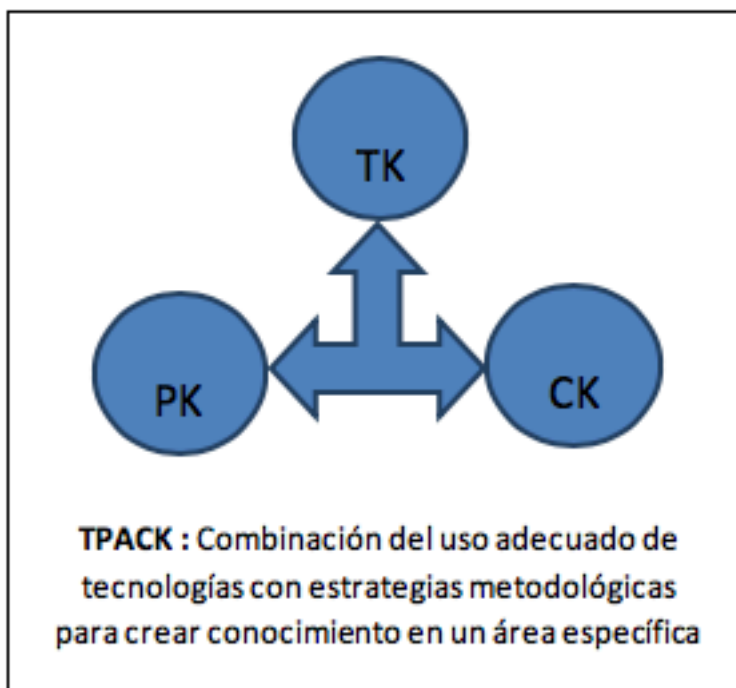 TK
PK
CK
TPACK : Combinación del uso adecuado de
tecnologías con estrategias metodológicas
para crear conocimiento en un área específica